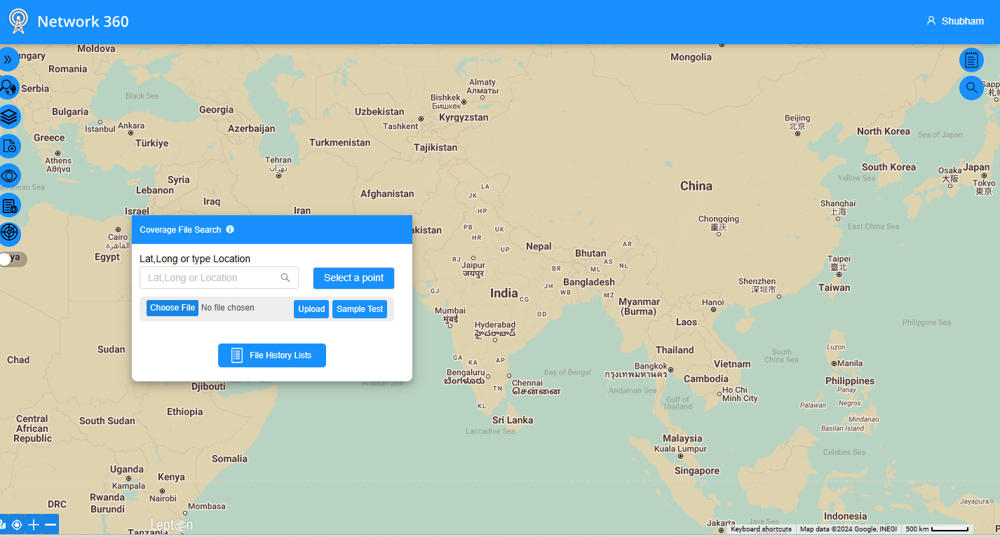 Network 360
Shubham
Moldova
Mongolia
Romania
Almaty
Алматы
Serbia
Black Sea
Bishkek
Бишкек
Bulgaria
Georgia
Uzbekistan
Kyrgyzstan
Beijing
北京
İstanbul
Ankara
Azerbaijan
Tashkent
North Korea
Sea of Japan
Greece
Türkiye
Turkmenistan
Tajikistan
Athens
Αθήνα
Tehran
تهران
South Korea
Osaka
大阪
Japan
Yellow Sea
Tokyo
東京
Syria
Lebanon
Afghanistan
LA
JK
China
Iraq
Iran
Israel
HP
Shanghai
上海
Cairo
القاهرة
PB
UK
HR
Chongqing
重庆
East China Sea
Egypt
UP
Nepal
Bhutan
AR
AS
NL
RJ
Jaipur
जयपुर
BR
ML
Taipei
臺北
Coverage File Search
Lat,Long or type Location
Lat,Long or Location
Select a point
Choose File No file chosen
Upload
Sample Test
File History Lists
JH
WB
Bangladesh
Shenzhen
深圳市
Taiwan
GJ
India
CG
MZ
Myanmar
(Burma)
Hanoi
Mumbai
मुंबई
OD
Laos
Philippine Sea
Hyderabad
హైదరాబాద్
Sudan
Chad
Thailand
South
China Sea
Luzon
GA
KA
AP
Bangkok
กรุงเทพมหานคร
Vietnam
Manila
Bengaluru
ಬೆಂಗಳೂರು
Bay of Bengal
Cambodia
Philippines
Chennai
சென்னை
TN
Arabian Sea
Andaman Sea
Ho Chi
Minh City
Panay
Djibouti
Gulf of
Thailand
Palawan
Negros
KL
Ethiopia
Central
African
Republic
South Sudan
Sri Lanka
Laccadive Sea
Mindanao
Basilan Island
Malaysia
Kuala Lumpur
Celebes Sea
Somalia
Singapore
Uganda
Kampala
Kenya
Nairobi
Rwanda
Burundi
DRC
Mombasa
Jayapura
Indonesia
Jakarta
Java Sea
Tanzania
Lepton
Keyboard shortcuts
Map data ©2024 Google, INEGI
500 km